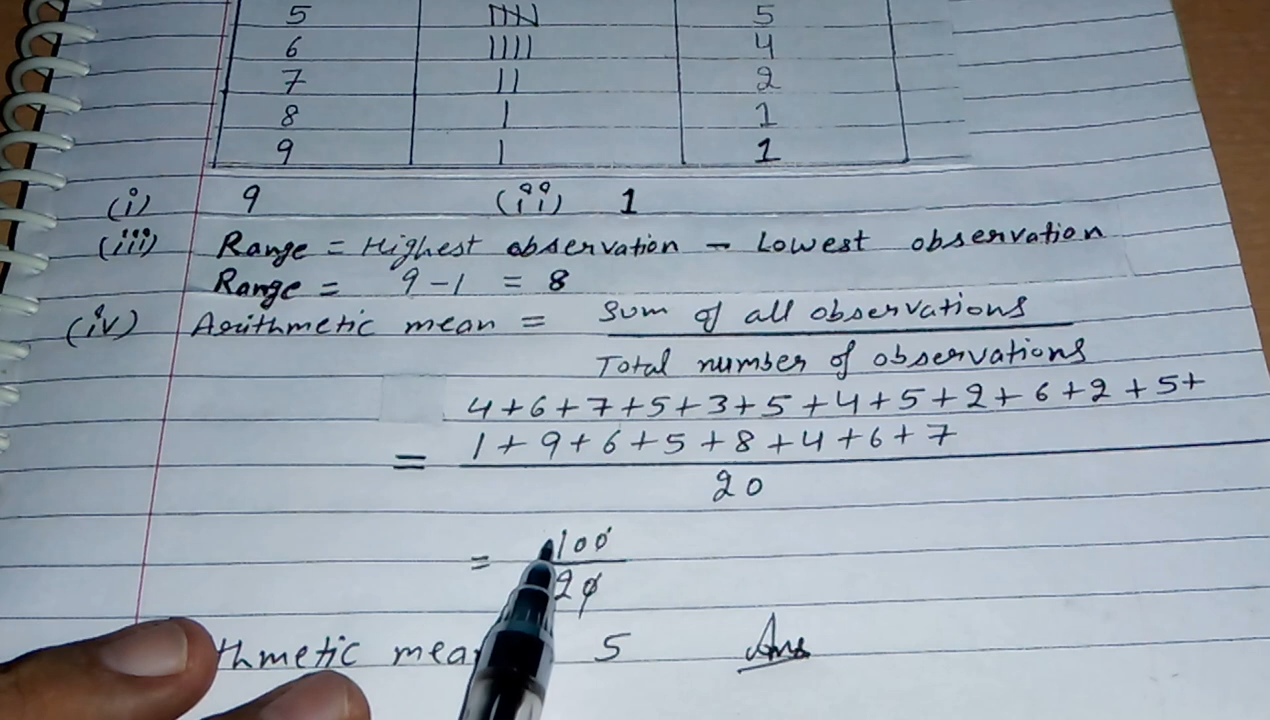 5 𝍸 5
6 |||| 4
7 || 2
8 | 1
9 | 1
(i) 9 (ii) 1
(iii) Range = Highest observation - Lowest observation
Range = 9-1 = 8
(iv) Arithmetic mean = Sum of all observations
Total number of observations
4+6+7+5+3+5+4+5+2+6+2+5+
= 1+9+6+5+8+4+6+7
20
= 100
20
thmetic mea 5 Ans